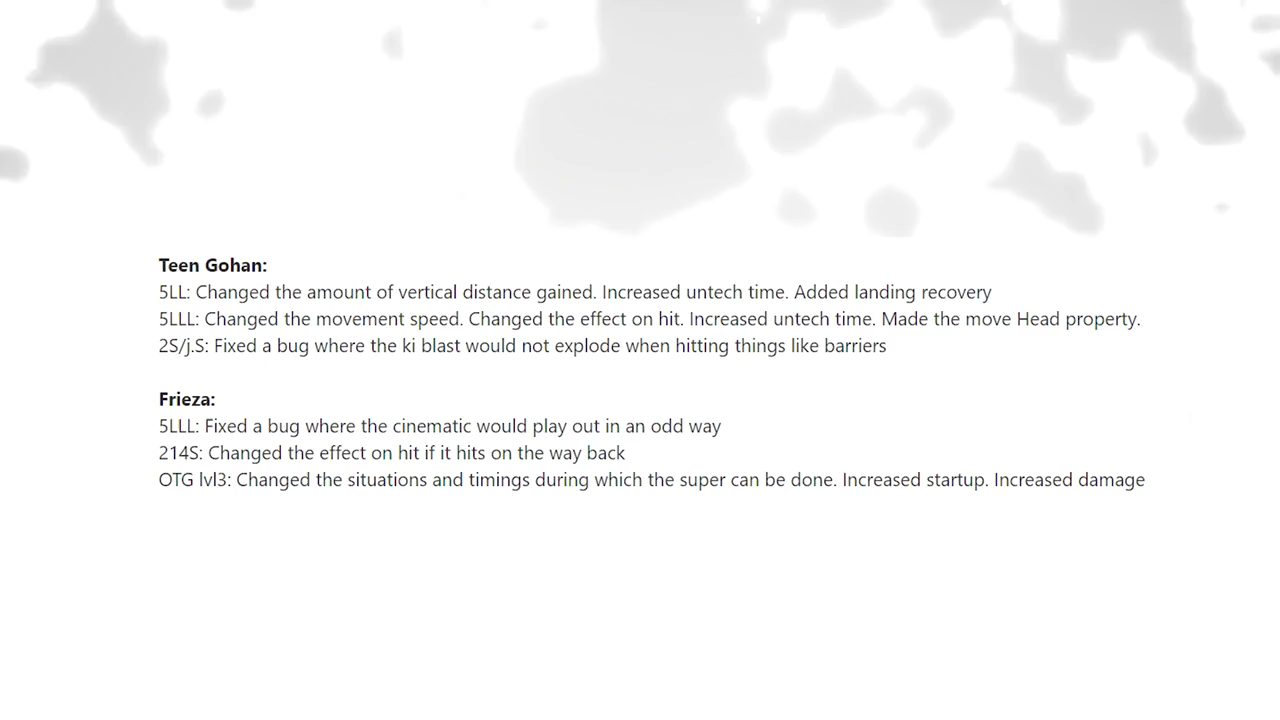 Teen Gohan:
5LL: Changed the amount of vertical distance gained. Increased untech time. Added landing recovery
5LLL: Changed the movement speed. Changed the effect on hit. Increased untech time. Made the move Head property.
2S/j.S: Fixed a bug where the ki blast would not explode when hitting things like barriers
Frieza:
5LLL: Fixed a bug where the cinematic would play out in an odd way
214S: Changed the effect on hit if it hits on the way back
OTG lvl3: Changed the situations and timings during which the super can be done. Increased startup. Increased damage